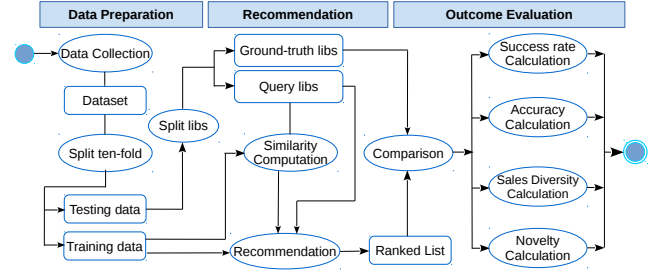 Data Preparation
Recommendation
Outcome Evaluation
Data Collection
Dataset
Split ten-fold
Testing data
Training data
Split libs
Ground-truth libs
Query libs
Similarity
Computation
Recommendation
Ranked List
Comparison
Success rate
Calculation
Accuracy
Calculation
Sales Diversity
Calculation
Novelty
Calculation